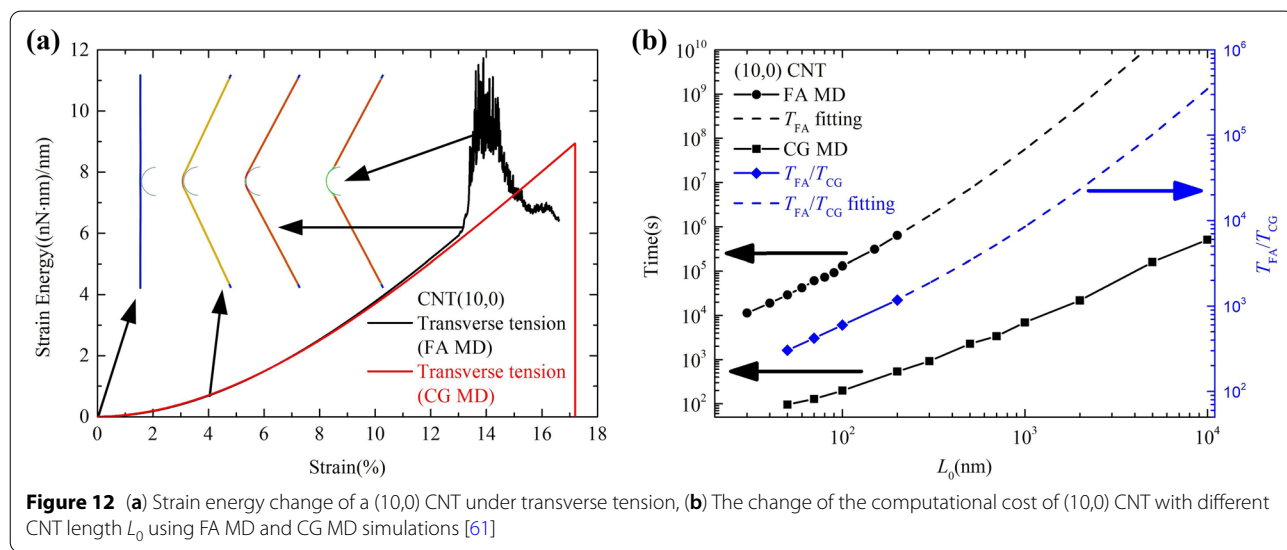 (a)
12
10
8
6
4
2
0
Strain Energy((nN·nm)/nm)
CNT(10,0)
Transverse tension
(FA MD)
Transverse tension
(CG MD)
0 2 4 6 8 10 12 14 16 18
Strain(%)
(b)
10^10
10^9
10^8
10^7
10^6
10^5
10^4
10^3
10^2
Time(s)
(10,0) CNT
FA MD
T_FA fitting
CG MD
T_FA/T_CG
T_FA/T_CG fitting
10^6
10^5
10^4
10^3
10^2
T_FA/T_CG
10^2 10^3 10^4
L_0(nm)
Figure 12 (a) Strain energy change of a (10,0) CNT under transverse tension, (b) The change of the computational cost of (10,0) CNT with different
CNT length L_0 using FA MD and CG MD simulations [61]